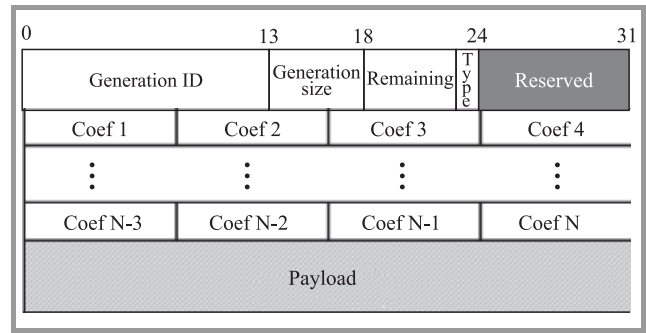 0 13 18 24 31
Generation ID
Generation
size
Remaining
Type
Reserved
Coef 1 Coef 2 Coef 3 Coef 4
Coef N-3 Coef N-2 Coef N-1 Coef N
Payload